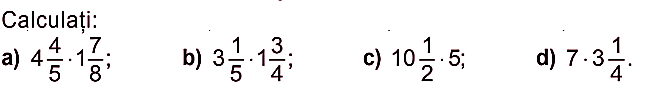 Calculați:
a) 4 4/5 · 1 7/8; b) 3 1/5 · 1 3/4; c) 10 1/2 · 5; d) 7 · 3 1/4.